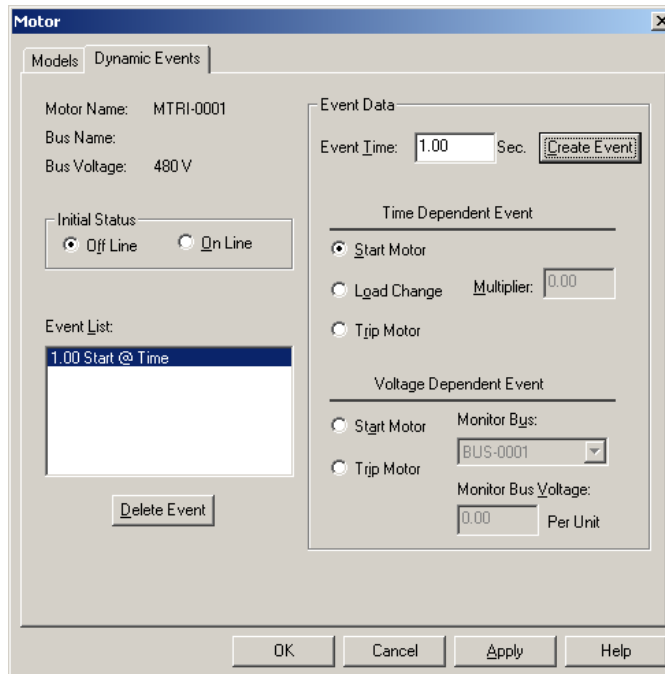 Motor
Models
Dynamic Events
Motor Name: MTRI-0001
Bus Name:
Bus Voltage: 480 V
Initial Status
Off Line
On Line
Event List:
1.00 Start @ Time
Delete Event
Event Data
Event Time: 1.00 Sec. Create Event
Time Dependent Event
Start Motor
Load Change Multiplier: 0.00
Trip Motor
Voltage Dependent Event
Start Motor
Trip Motor
Monitor Bus:
BUS-0001
Monitor Bus Voltage:
0.00 Per Unit
OK Cancel Apply Help